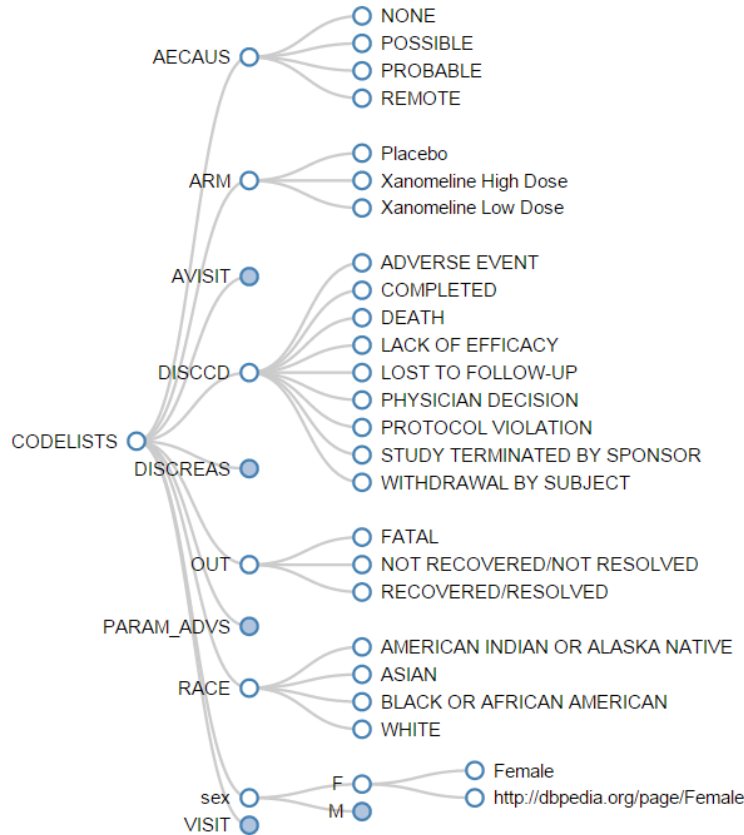 NONE
AECAUS
POSSIBLE
PROBABLE
REMOTE
Placebo
ARM
Xanomeline High Dose
Xanomeline Low Dose
AVISIT
ADVERSE EVENT
COMPLETED
DEATH
LACK OF EFFICACY
DISCCD
LOST TO FOLLOW-UP
PHYSICIAN DECISION
PROTOCOL VIOLATION
CODELISTS
STUDY TERMINATED BY SPONSOR
DISCREAS
WITHDRAWAL BY SUBJECT
FATAL
OUT
NOT RECOVERED/NOT RESOLVED
RECOVERED/RESOLVED
PARAM_ADVS
AMERICAN INDIAN OR ALASKA NATIVE
ASIAN
RACE
BLACK OR AFRICAN AMERICAN
WHITE
Female
F
sex
http://dbpedia.org/page/Female
M
VISIT